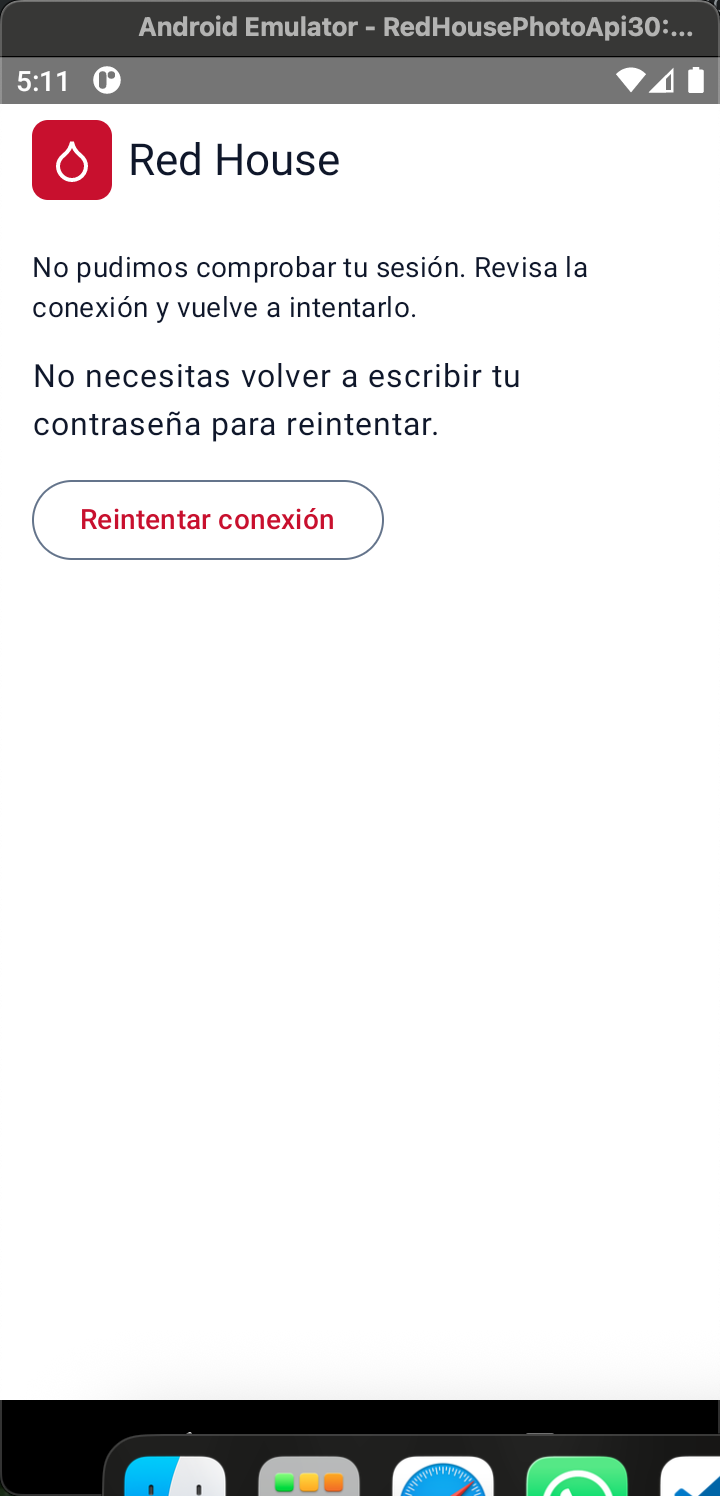 Android Emulator - RedHousePhotoApi30:...
5:11
Red House
No pudimos comprobar tu sesión. Revisa la
conexión y vuelve a intentarlo.
No necesitas volver a escribir tu
contraseña para reintentar.
Reintentar conexión